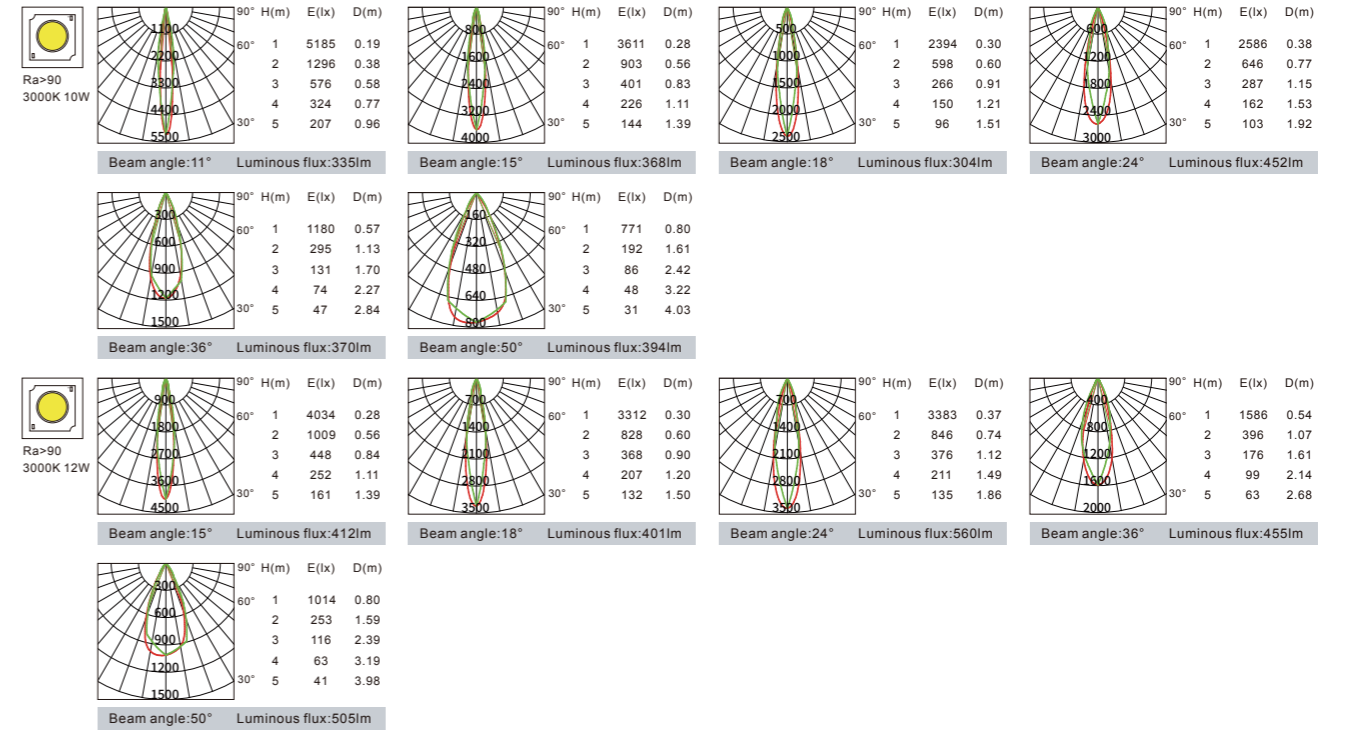 Ra>90
3000K 10W
1100
2200
3300
4400
5500
90° H(m) E(lx) D(m)
60° 1 5185 0.19
2 1296 0.38
3 576 0.58
4 324 0.77
30° 5 207 0.96
Beam angle:11° Luminous flux:335lm
800
1600
2400
3200
4000
90° H(m) E(lx) D(m)
60° 1 3611 0.28
2 903 0.56
3 401 0.83
4 226 1.11
30° 5 144 1.39
Beam angle:15° Luminous flux:368lm
500
1000
1500
2000
2500
90° H(m) E(lx) D(m)
60° 1 2394 0.30
2 598 0.60
3 266 0.91
4 150 1.21
30° 5 96 1.51
Beam angle:18° Luminous flux:304lm
600
1200
1800
2400
3000
90° H(m) E(lx) D(m)
60° 1 2586 0.38
2 646 0.77
3 287 1.15
4 162 1.53
30° 5 103 1.92
Beam angle:24° Luminous flux:452lm
300
600
900
1200
1500
90° H(m) E(lx) D(m)
60° 1 1180 0.57
2 295 1.13
3 131 1.70
4 74 2.27
30° 5 47 2.84
Beam angle:36° Luminous flux:370lm
160
320
480
640
800
90° H(m) E(lx) D(m)
60° 1 771 0.80
2 192 1.61
3 86 2.42
4 48 3.22
30° 5 31 4.03
Beam angle:50° Luminous flux:394lm
Ra>90
3000K 12W
900
1800
2700
3600
4500
90° H(m) E(lx) D(m)
60° 1 4034 0.28
2 1009 0.56
3 448 0.84
4 252 1.11
30° 5 161 1.39
Beam angle:15° Luminous flux:412lm
700
1400
2100
2800
3500
90° H(m) E(lx) D(m)
60° 1 3312 0.30
2 828 0.60
3 368 0.90
4 207 1.20
30° 5 132 1.50
Beam angle:18° Luminous flux:401lm
700
1400
2100
2800
3500
90° H(m) E(lx) D(m)
60° 1 3383 0.37
2 846 0.74
3 376 1.12
4 211 1.49
30° 5 135 1.86
Beam angle:24° Luminous flux:560lm
400
800
1200
1600
2000
90° H(m) E(lx) D(m)
60° 1 1586 0.54
2 396 1.07
3 176 1.61
4 99 2.14
30° 5 63 2.68
Beam angle:36° Luminous flux:455lm
300
600
900
1200
1500
90° H(m) E(lx) D(m)
60° 1 1014 0.80
2 253 1.59
3 116 2.39
4 63 3.19
30° 5 41 3.98
Beam angle:50° Luminous flux:505lm